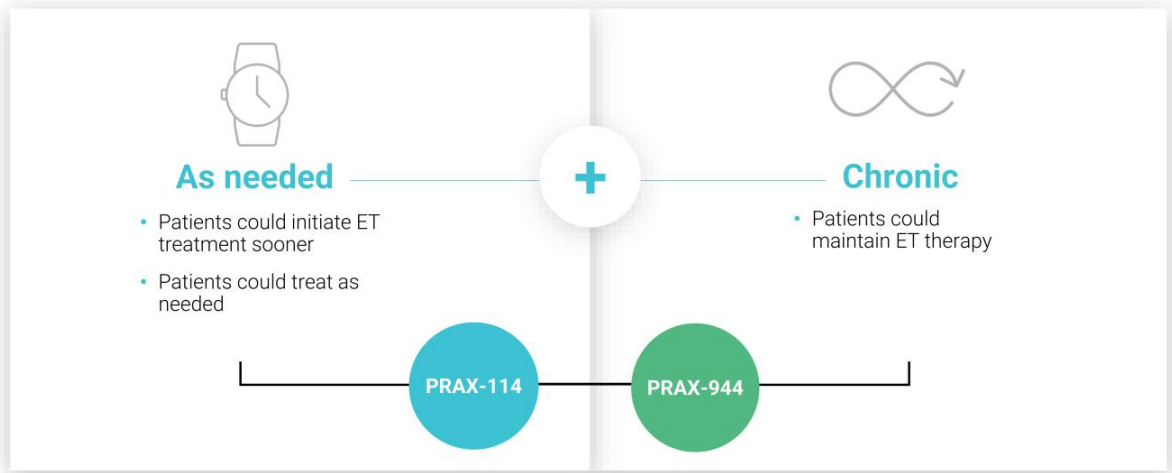 As needed
• Patients could initiate ET
treatment sooner
• Patients could treat as
needed
+
Chronic
• Patients could
maintain ET therapy
PRAX-114
PRAX-944